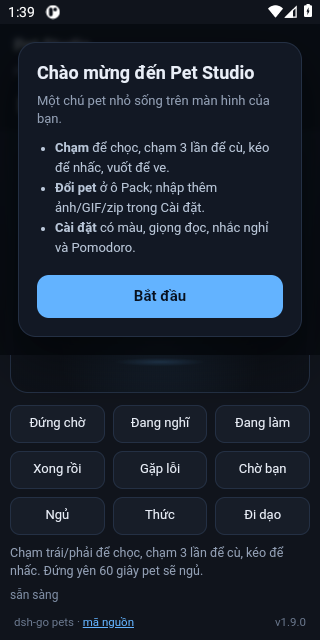 1:39
Chào mừng đến Pet Studio
Một chú pet nhỏ sống trên màn hình của
bạn.
• Chạm để chọc, chạm 3 lần để cù, kéo
để nhấc, vuốt để ve.
• Đổi pet ở ô Pack; nhập thêm
ảnh/GIF/zip trong Cài đặt.
• Cài đặt có màu, giọng đọc, nhắc nghỉ
và Pomodoro.
Bắt đầu
Đứng chờ
Đang nghĩ
Đang làm
Xong rồi
Gặp lỗi
Chờ bạn
Ngủ
Thức
Đi dạo
Chạm trái/phải để chọc, chạm 3 lần để cù, kéo để
nhấc. Đứng yên 60 giây pet sẽ ngủ.
sẵn sàng
dsh-go pets · mã nguồn
v1.9.0